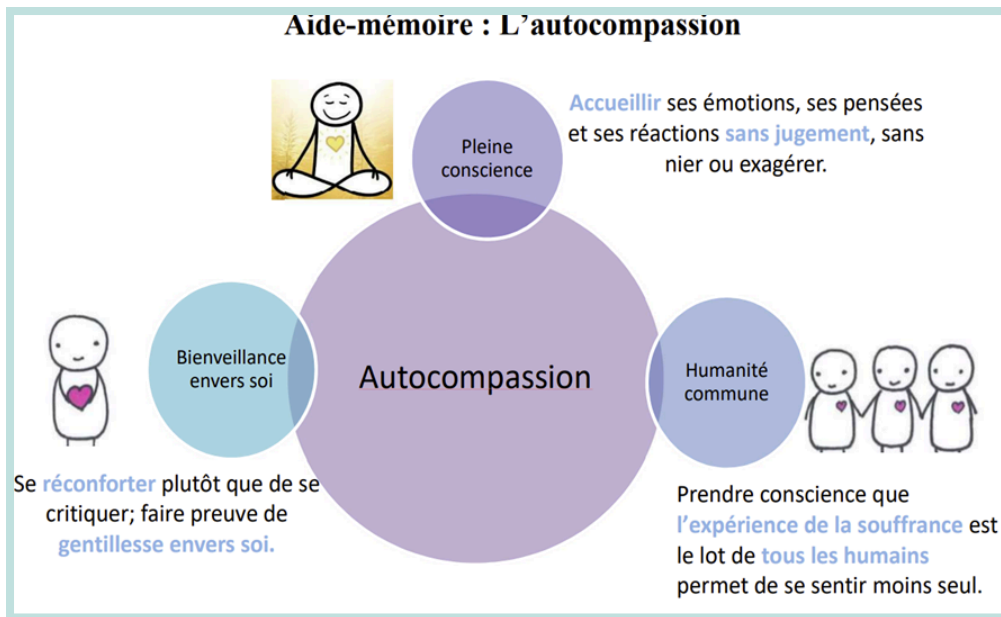 Aide-mémoire : L’autocompassion
Pleine
conscience
Accueillir ses émotions, ses pensées
et ses réactions sans jugement, sans
nier ou exagérer.
Bienveillance
envers soi
Autocompassion
Humanité
commune
Se réconforter plutôt que de se
critiquer; faire preuve de
gentillesse envers soi.
Prendre conscience que
l’expérience de la souffrance est
le lot de tous les humains
permet de se sentir moins seul.